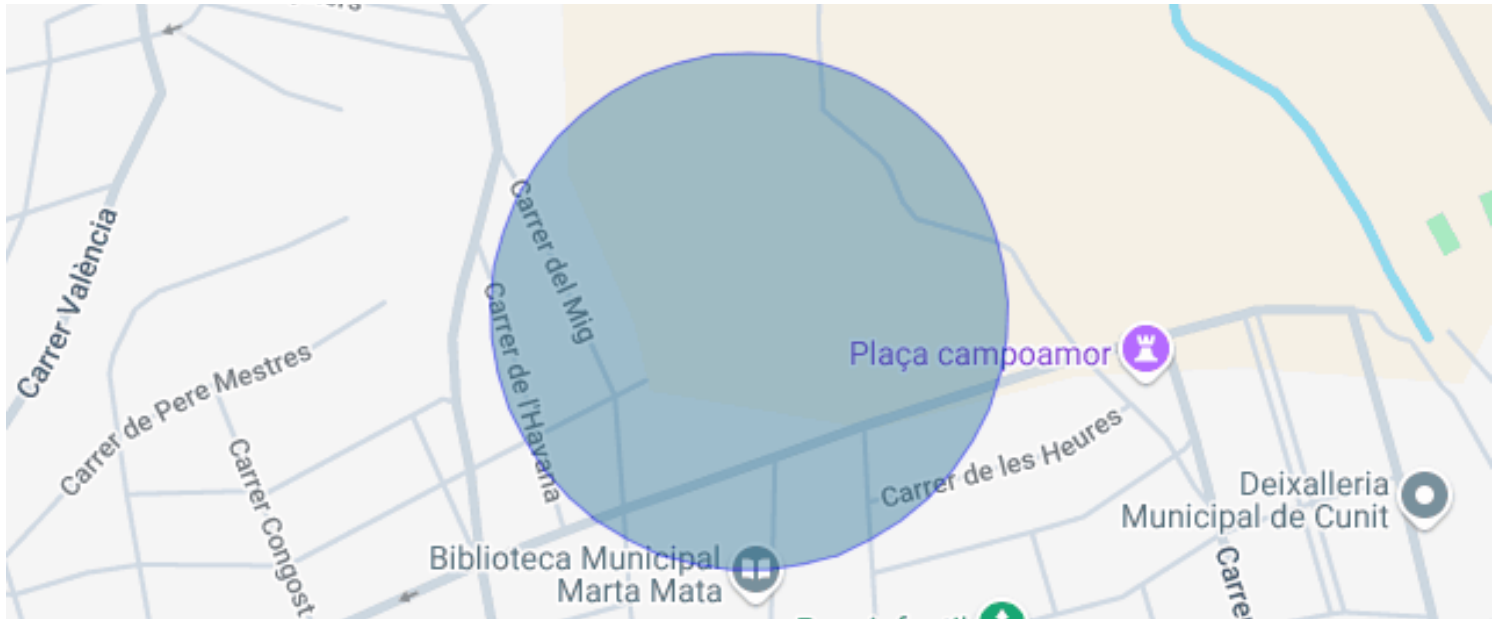 Carrer València
Carrer del Mig
Carrer de l'Havana
Carrer de Pere Mestres
Carrer Congost
Plaça campoamor
Carrer de les Heures
Deixalleria
Municipal de Cunit
Biblioteca Municipal
Marta Mata
Carrer